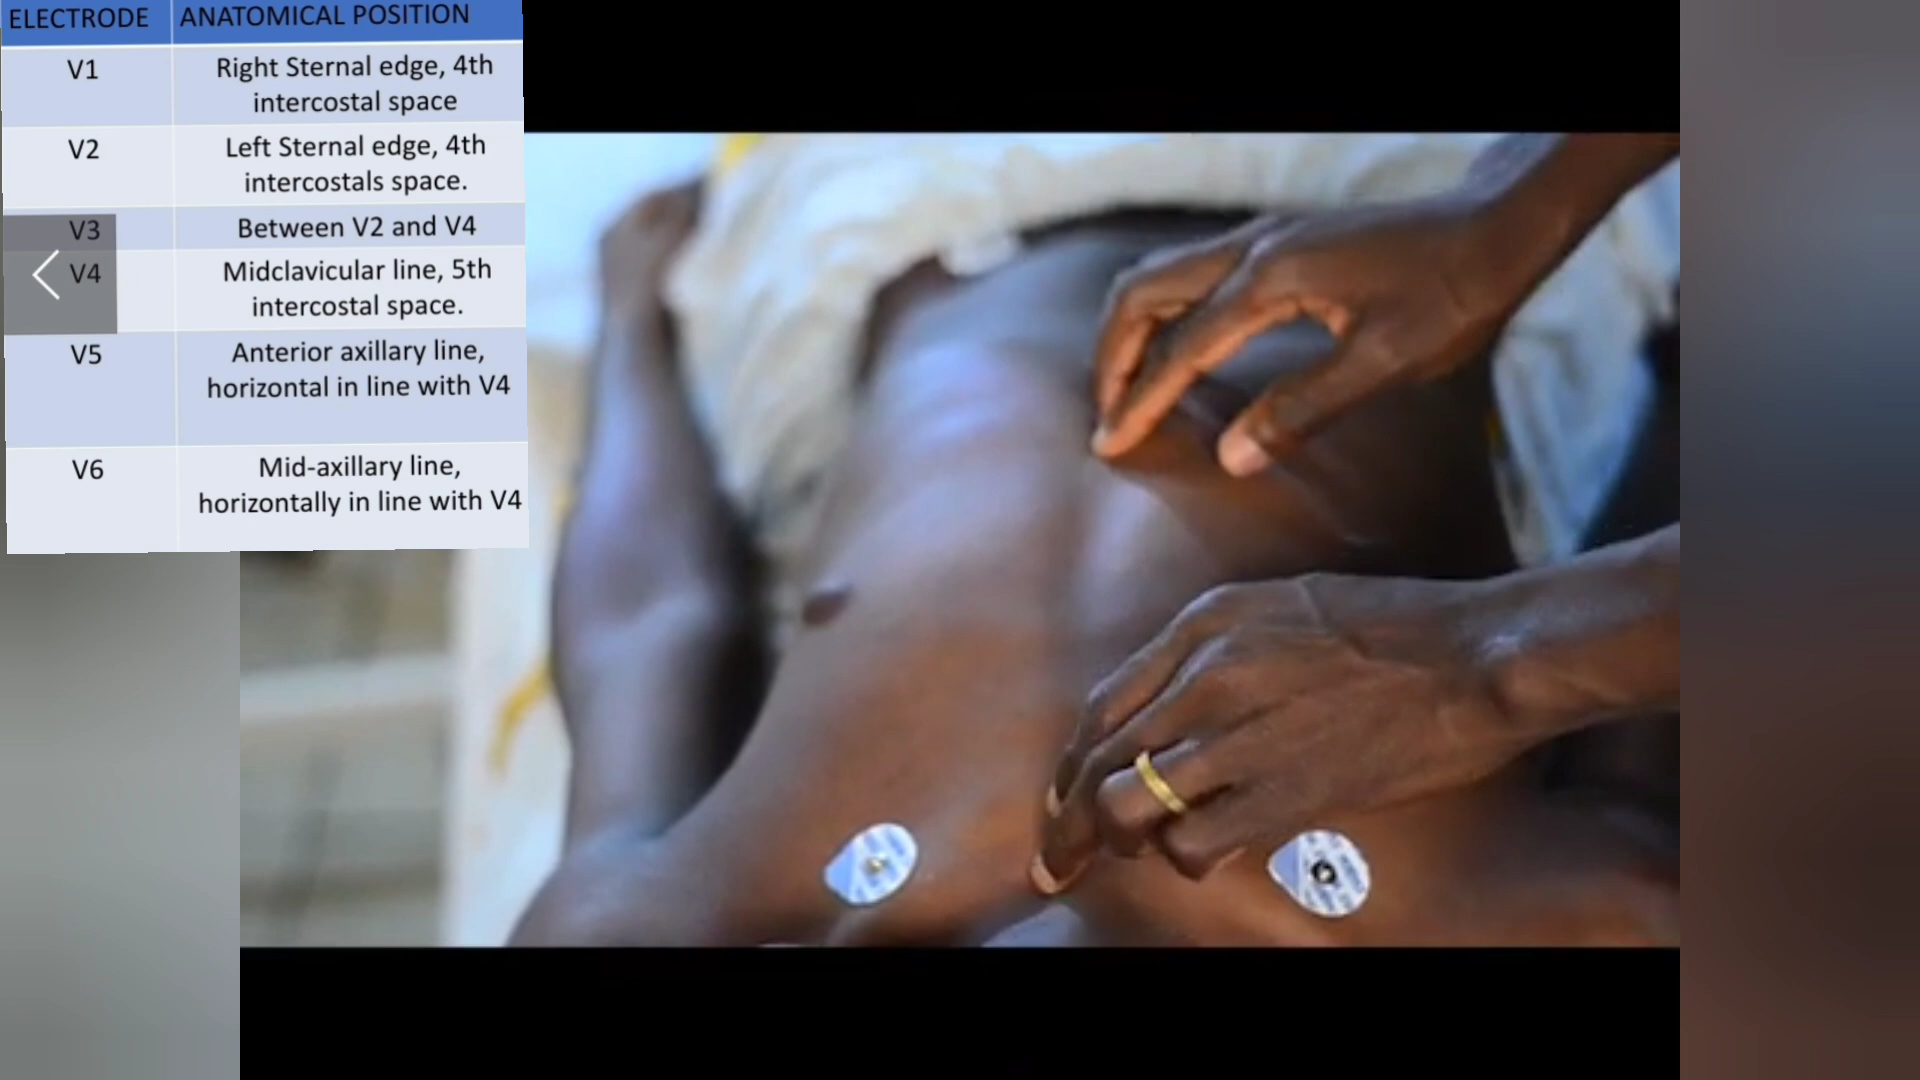 ELECTRODE ANATOMICAL POSITION
V1 Right Sternal edge, 4th
intercostal space
V2 Left Sternal edge, 4th
intercostals space.
V3 Between V2 and V4
V4 Midclavicular line, 5th
intercostal space.
V5 Anterior axillary line,
horizontal in line with V4
V6 Mid-axillary line,
horizontally in line with V4